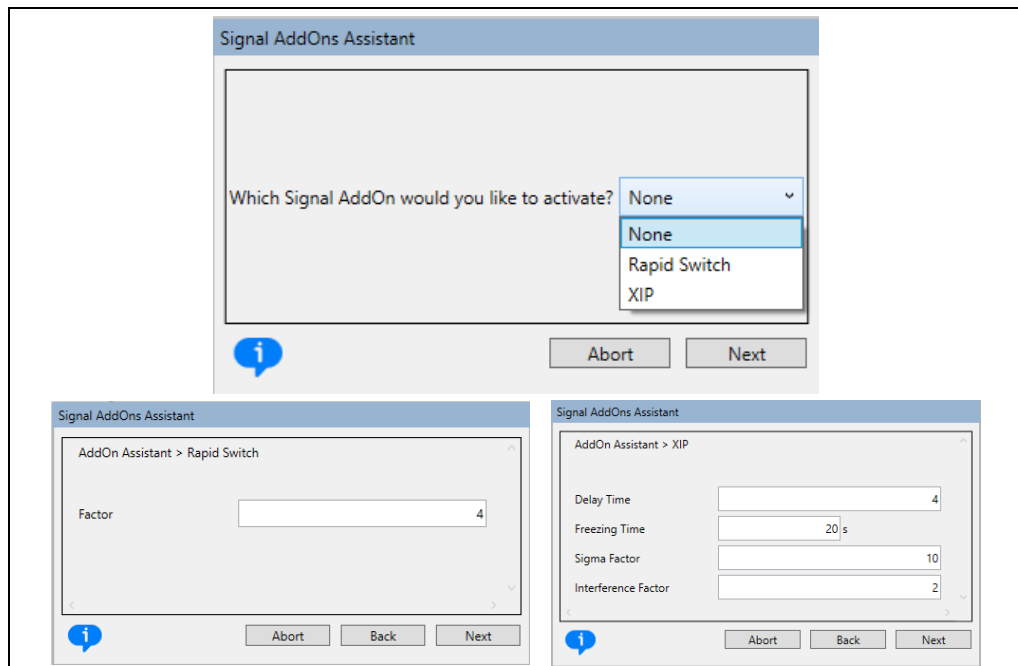 Signal AddOns Assistant
Which Signal AddOn would you like to activate? None
None
Rapid Switch
XIP
Abort Next
Signal AddOns Assistant
AddOn Assistant > Rapid Switch
Factor 4
Abort Back Next
Signal AddOns Assistant
AddOn Assistant > XIP
Delay Time 4
Freezing Time 20 s
Sigma Factor 10
Interference Factor 2
Abort Back Next